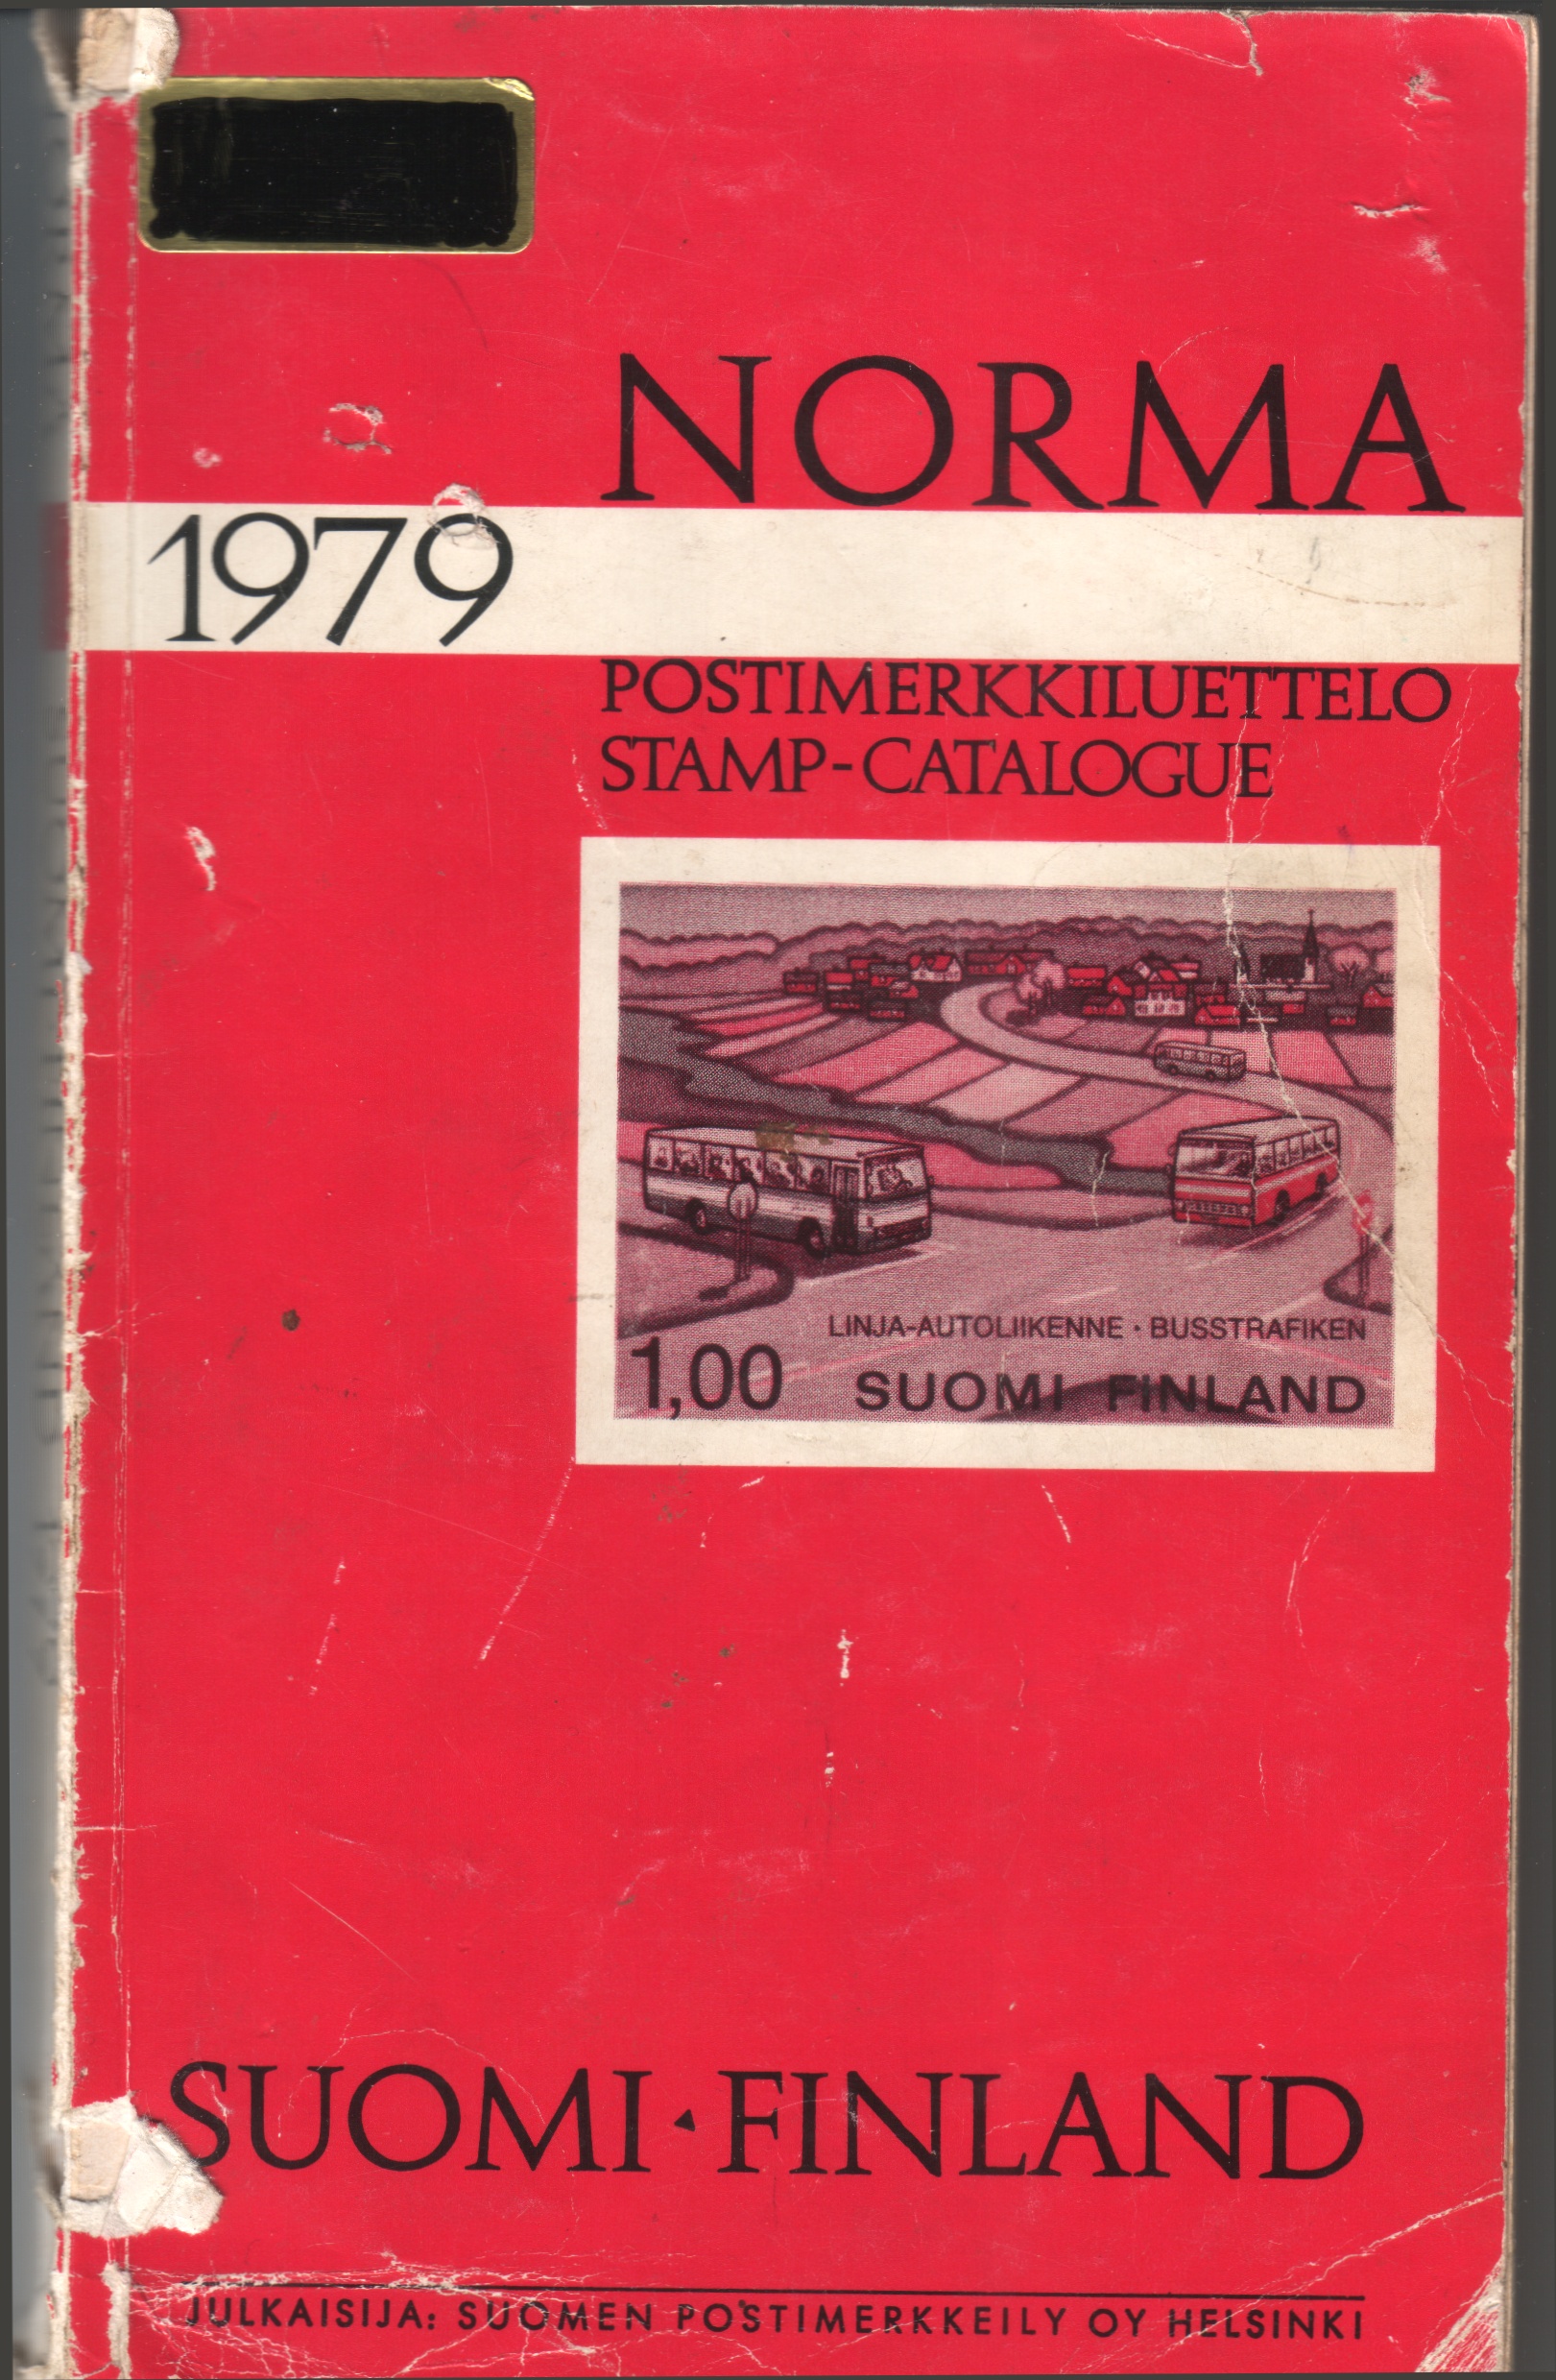 NORMA
1979
POSTIMERKKILUETTELO
STAMP-CATALOGUE
LINJA-AUTOLIIKENNE · BUSSTRAFIKEN
1,00 SUOMI FINLAND
SUOMI · FINLAND
JULKAISIJA: SUOMEN POSTIMERKKEILY OY HELSINKI